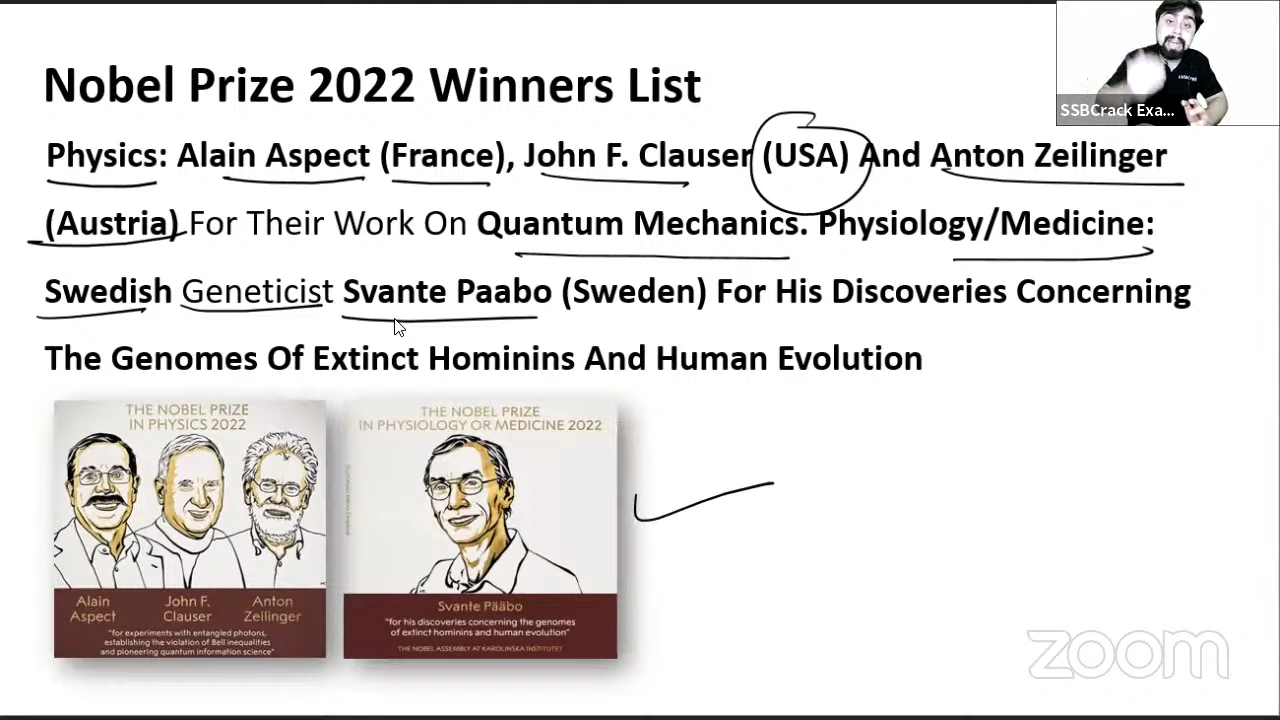 SSBCrack Exa...
Nobel Prize 2022 Winners List
Physics: Alain Aspect (France), John F. Clauser (USA) And Anton Zeilinger
(Austria) For Their Work On Quantum Mechanics. Physiology/Medicine:
Swedish Geneticist Svante Paabo (Sweden) For His Discoveries Concerning
The Genomes Of Extinct Hominins And Human Evolution
THE NOBEL PRIZE
IN PHYSICS 2022
Alain
Aspect
John F.
Clauser
Anton
Zeilinger
"for experiments with entangled photons,
establishing the violation of Bell inequalities
and pioneering quantum information science"
THE NOBEL PRIZE
IN PHYSIOLOGY OR MEDICINE 2022
Svante Pääbo
"for his discoveries concerning the genomes
of extinct hominins and human evolution"
THE NOBEL ASSEMBLY AT KAROLINSKA INSTITUTET
zoom